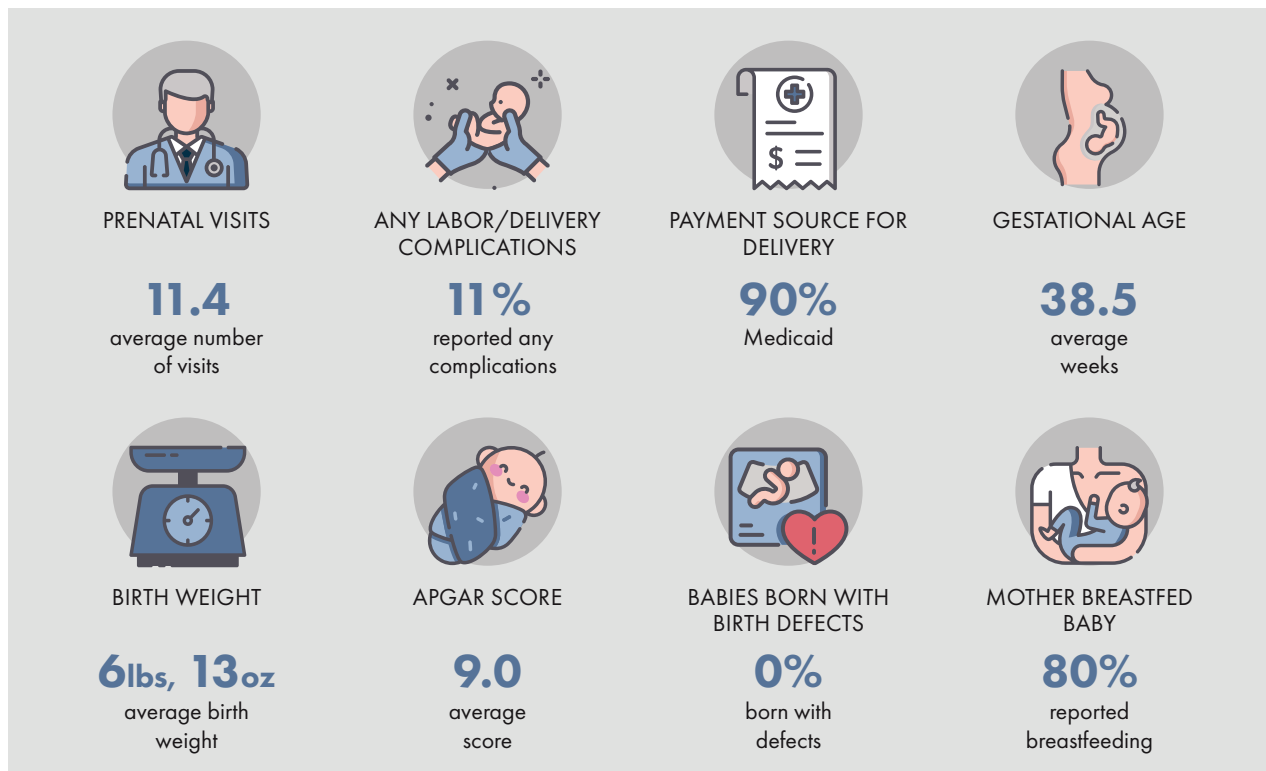 $
PRENATAL VISITS
11.4
average number
of visits
ANY LABOR/DELIVERY
COMPLICATIONS
11%
reported any
complications
PAYMENT SOURCE FOR
DELIVERY
90%
Medicaid
GESTATIONAL AGE
38.5
average
weeks
BIRTH WEIGHT
6lbs, 13oz
average birth
weight
APGAR SCORE
9.0
average
score
BABIES BORN WITH
BIRTH DEFECTS
0%
born with
defects
MOTHER BREASTFED
BABY
80%
reported
breastfeeding